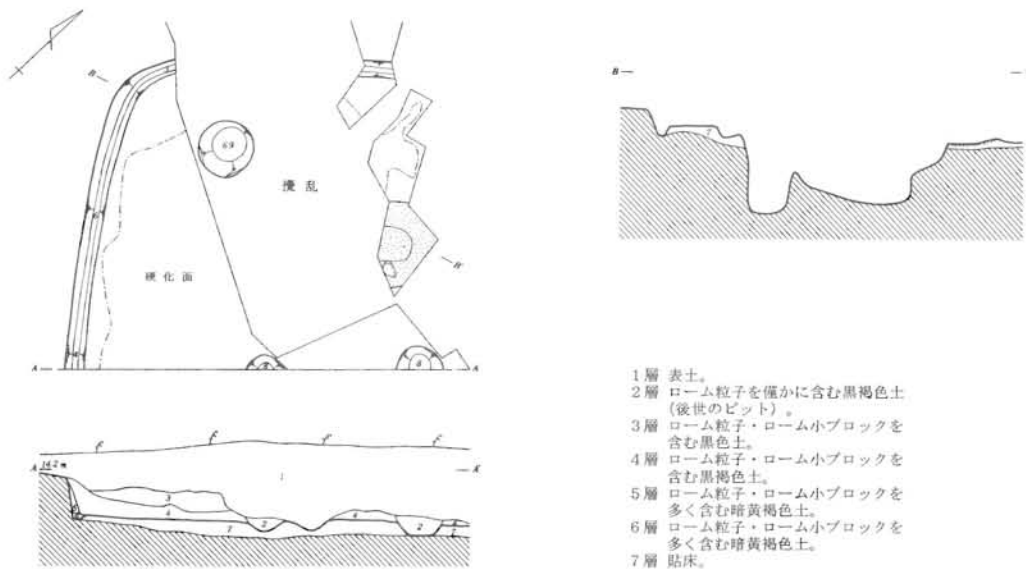 B
69
攪乱
硬化面
B'
6
A
A'
A 14.2m
A'
1
3
4
4
2
2
7
B
7
1層 表土。
2層 ローム粒子を僅かに含む黒褐色土
(後世のピット)。
3層 ローム粒子・ローム小ブロックを
含む黒色土。
4層 ローム粒子・ローム小ブロックを
含む黒褐色土。
5層 ローム粒子・ローム小ブロックを
多く含む暗黄褐色土。
6層 ローム粒子・ローム小ブロックを
多く含む暗黄褐色土。
7層 貼床。